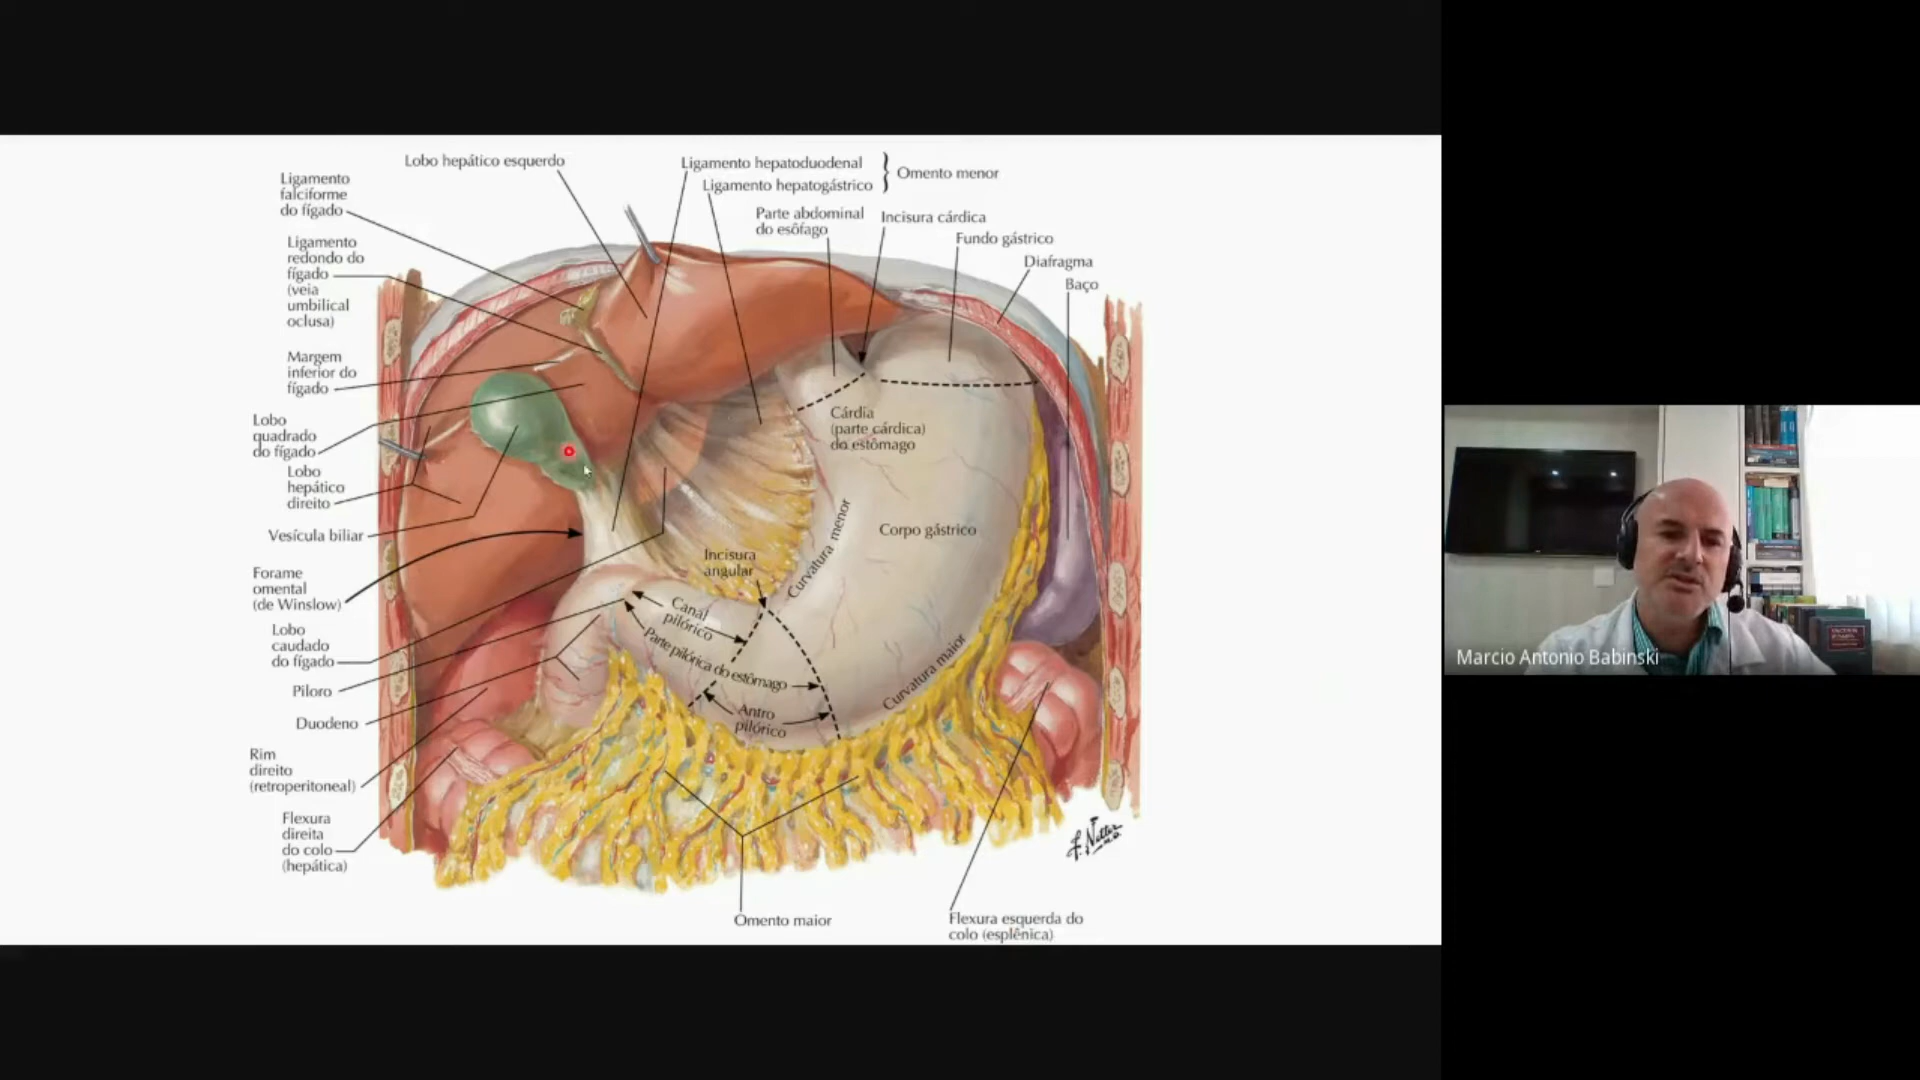 Lobo hepático esquerdo
Ligamento hepatoduodenal
Ligamento hepatogástrico
Omento menor
Ligamento
falciforme
do fígado
Parte abdominal
do esôfago
Incisura cárdica
Fundo gástrico
Diafragma
Baço
Ligamento
redondo do
fígado
(veia
umbilical
oclusa)
Margem
inferior do
fígado
Lobo
quadrado
do fígado
Lobo
hepático
direito
Vesícula biliar
Forame
omental
(de Winslow)
Lobo
caudado
do fígado
Piloro
Duodeno
Rim
direito
(retroperitoneal)
Flexura
direita
do colo
(hepática)
Cárdia
(parte cárdica)
do estômago
Curvatura menor
Corpo gástrico
Incisura
angular
Canal
pilórico
Parte pilórica do estômago
Antro
pilórico
Curvatura maior
Omento maior
Flexura esquerda do
colo (esplênica)
F. Netter
M.D.
Marcio Antonio Babinski